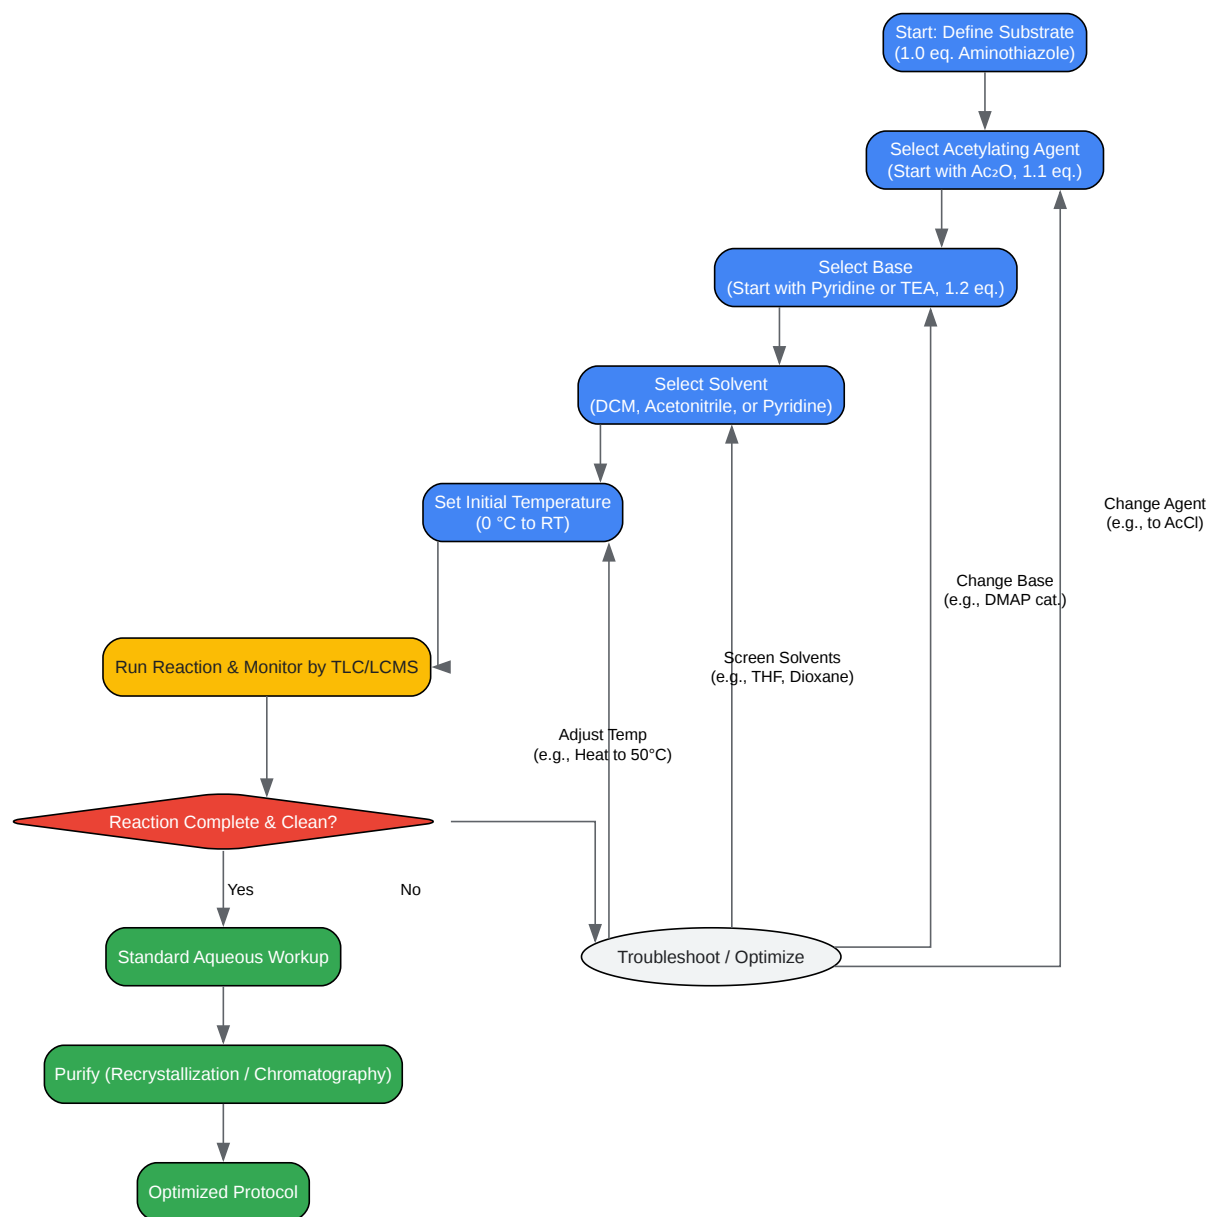 Start: Define Substrate
(1.0 eq. Aminothiazole)
Select Acetylating Agent
(Start with Ac₂O, 1.1 eq.)
Select Base
(Start with Pyridine or TEA, 1.2 eq.)
Select Solvent
(DCM, Acetonitrile, or Pyridine)
Set Initial Temperature
(0 °C to RT)
Change Agent
(e.g., to AcCl)
Change Base
(e.g., DMAP cat.)
Screen Solvents
(e.g., THF, Dioxane)
Run Reaction & Monitor by TLC/LCMS
Adjust Temp
(e.g., Heat to 50°C)
Reaction Complete & Clean?
Yes
No
Standard Aqueous Workup
Troubleshoot / Optimize
Purify (Recrystallization / Chromatography)
Optimized Protocol